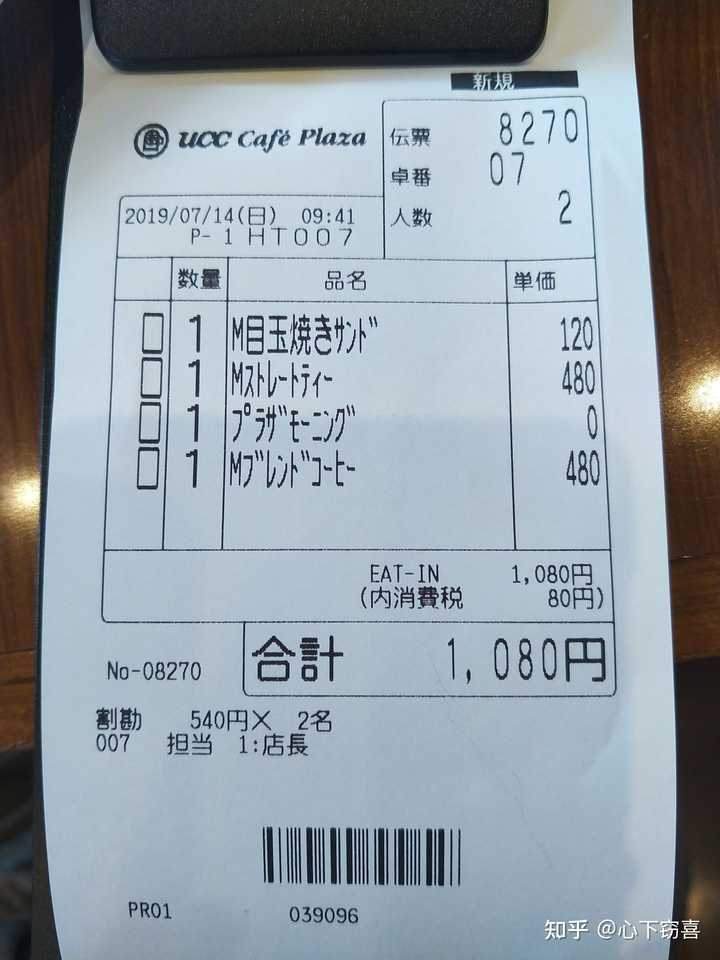 新規
UCC Café Plaza
伝票 8270
卓番 07
人数 2
2019/07/14(日) 09:41
P- 1 HT007
数量 品名 単価
1 M目玉焼きサンド 120
1 Mストレートティー 480
1 プラザモーニング 0
1 Mブレンドコーヒー 480
EAT-IN 1,080円
(内消費税 80円)
No-08270
合計 1,080円
割勘 540円× 2名
007 担当 1:店長
PR01
039096
知乎 @心下窃喜